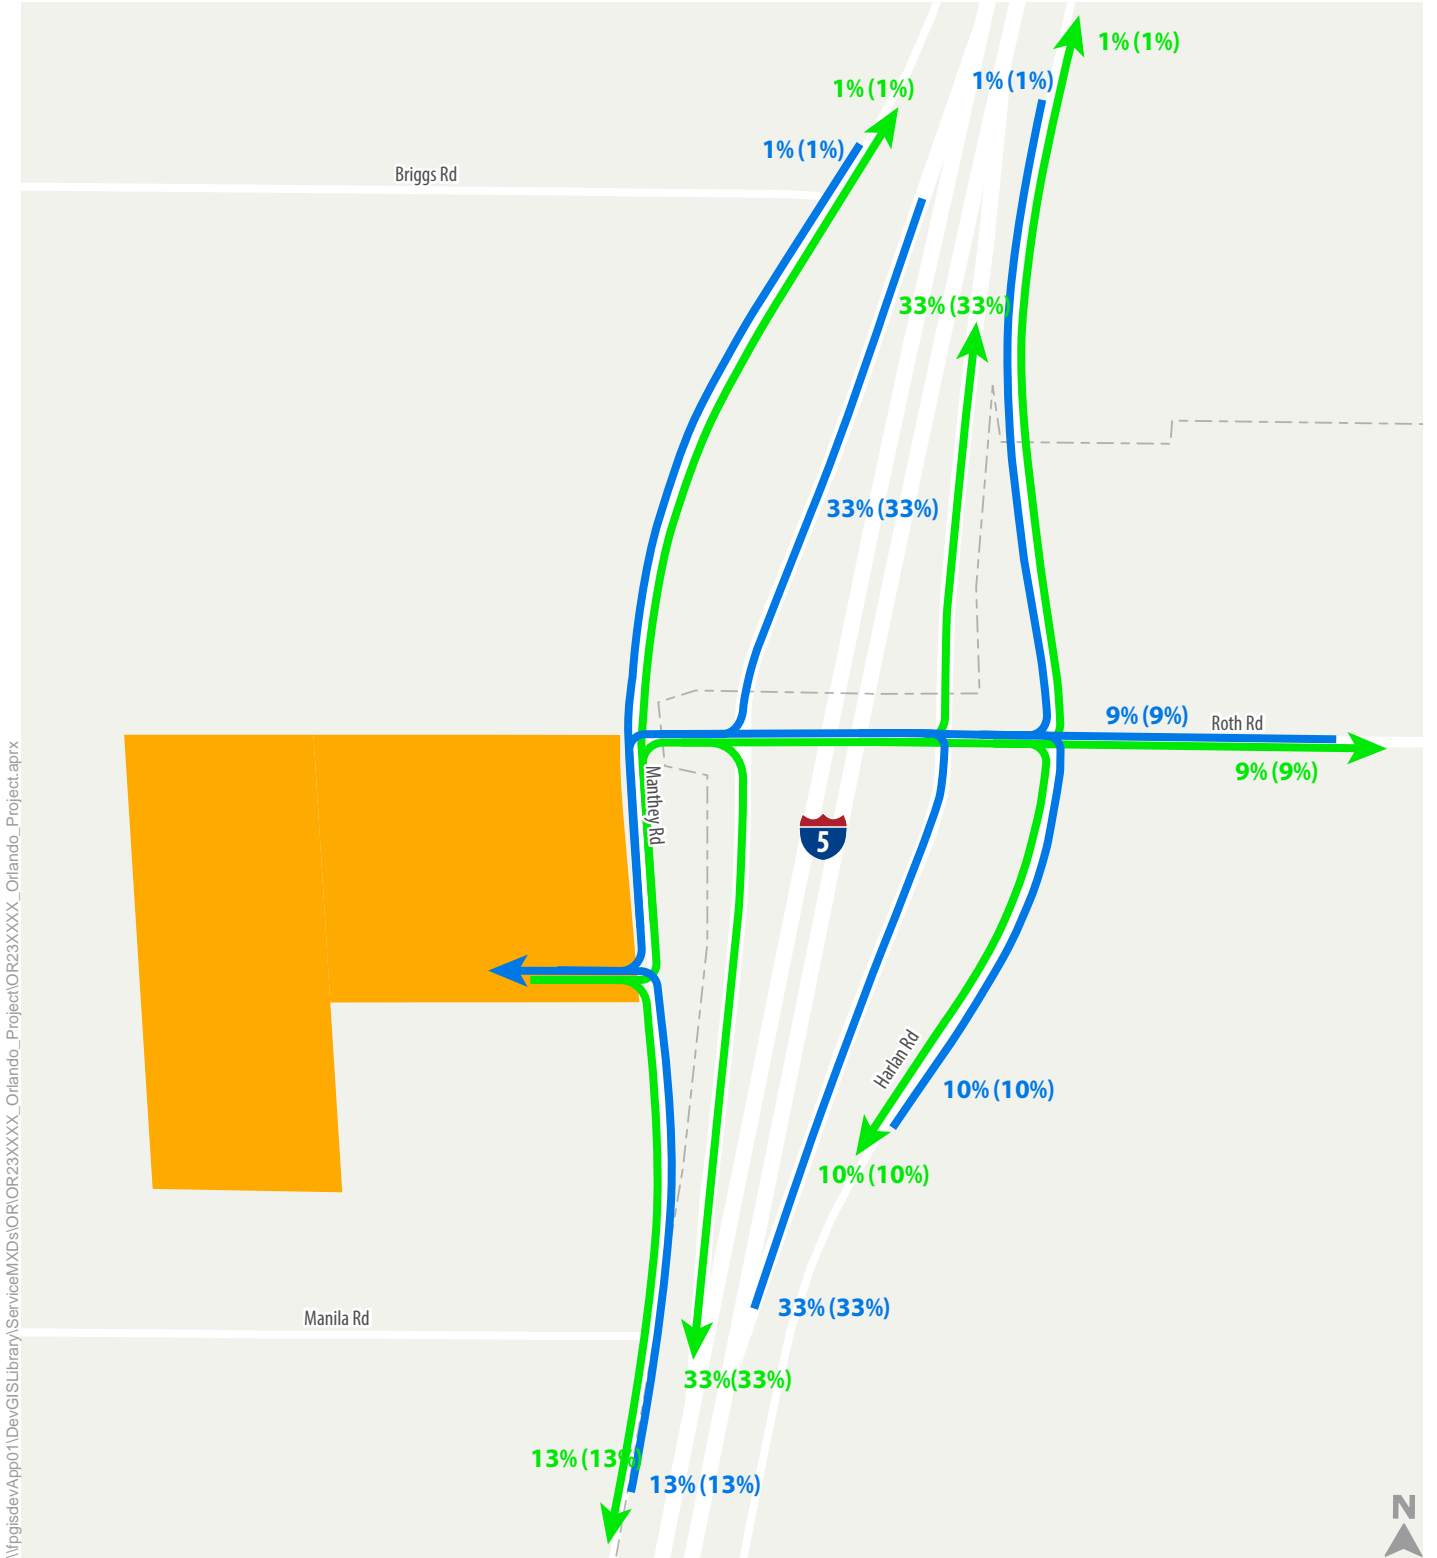 1% (1%)
1% (1%)
1% (1%)
1% (1%)
Briggs Rd
33% (33%)
33% (33%)
9% (9%)
Roth Rd
9% (9%)
Manthey Rd
5
Harlan Rd
10% (10%)
10% (10%)
33% (33%)
Manila Rd
33%(33%)
13% (13%)
13% (13%)
N
\\fpgisdevApp01\DevGISLibrary\ServiceMXDs\OR\OR23XXXX_Orlando_Project\OR23XXXX_Orlando_Project.aprx